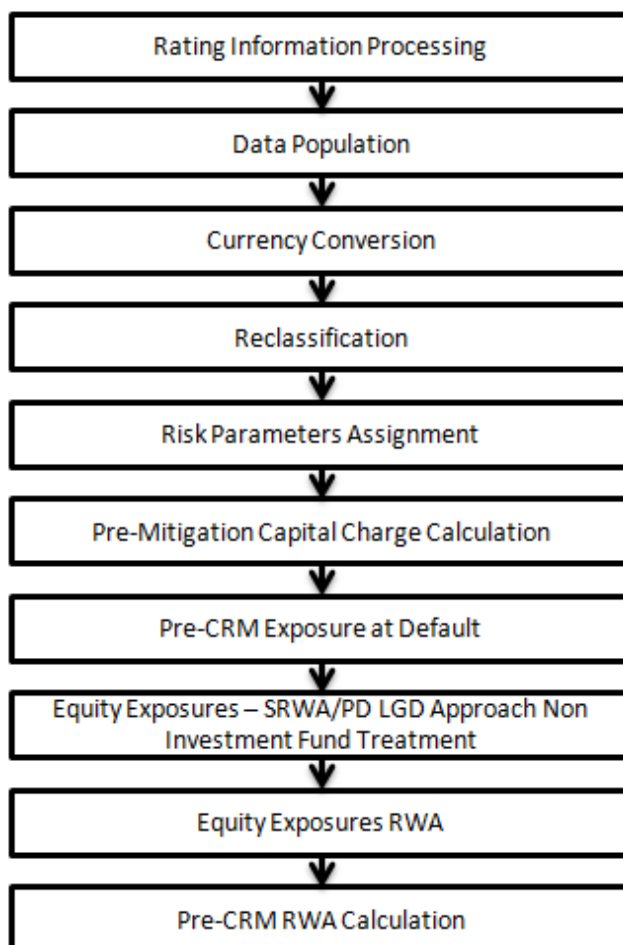 Rating Information Processing
Data Population
Currency Conversion
Reclassification
Risk Parameters Assignment
Pre-Mitigation Capital Charge Calculation
Pre-CRM Exposure at Default
Equity Exposures – SRWA/PD LGD Approach Non
Investment Fund Treatment
Equity Exposures RWA
Pre-CRM RWA Calculation